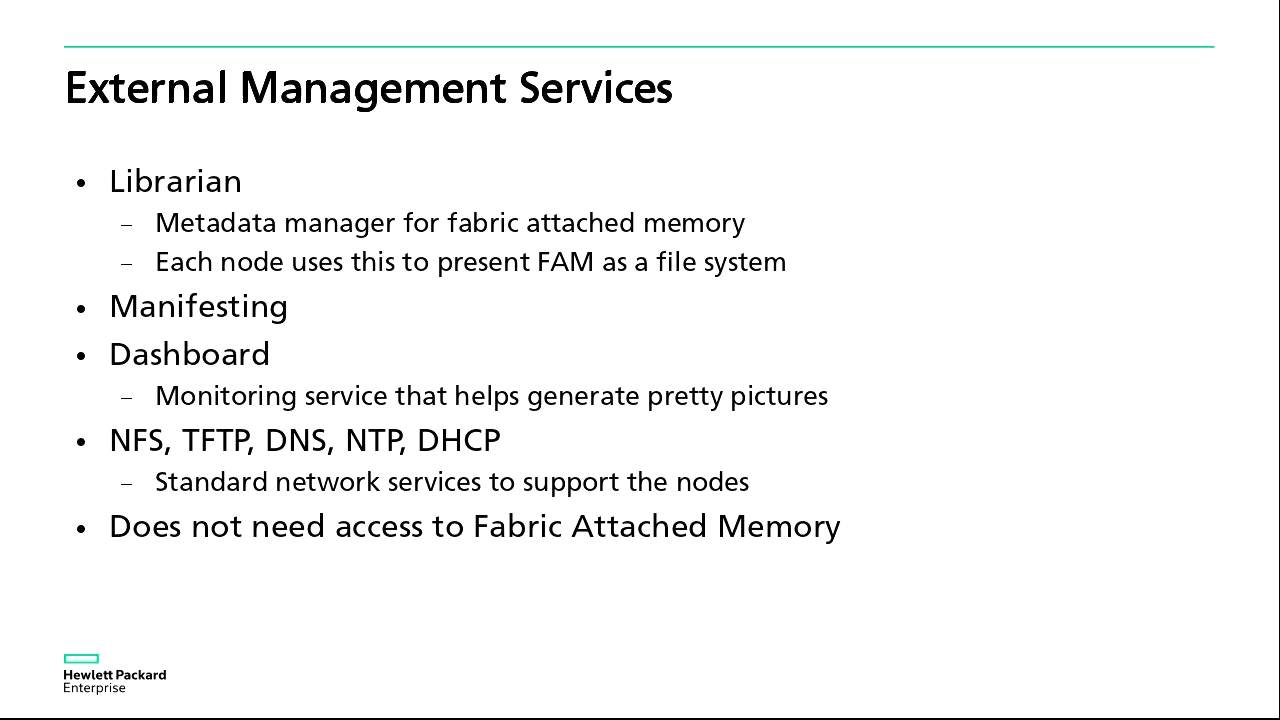 External Management Services
• Librarian
– Metadata manager for fabric attached memory
– Each node uses this to present FAM as a file system
• Manifesting
• Dashboard
– Monitoring service that helps generate pretty pictures
• NFS, TFTP, DNS, NTP, DHCP
– Standard network services to support the nodes
• Does not need access to Fabric Attached Memory
Hewlett Packard
Enterprise